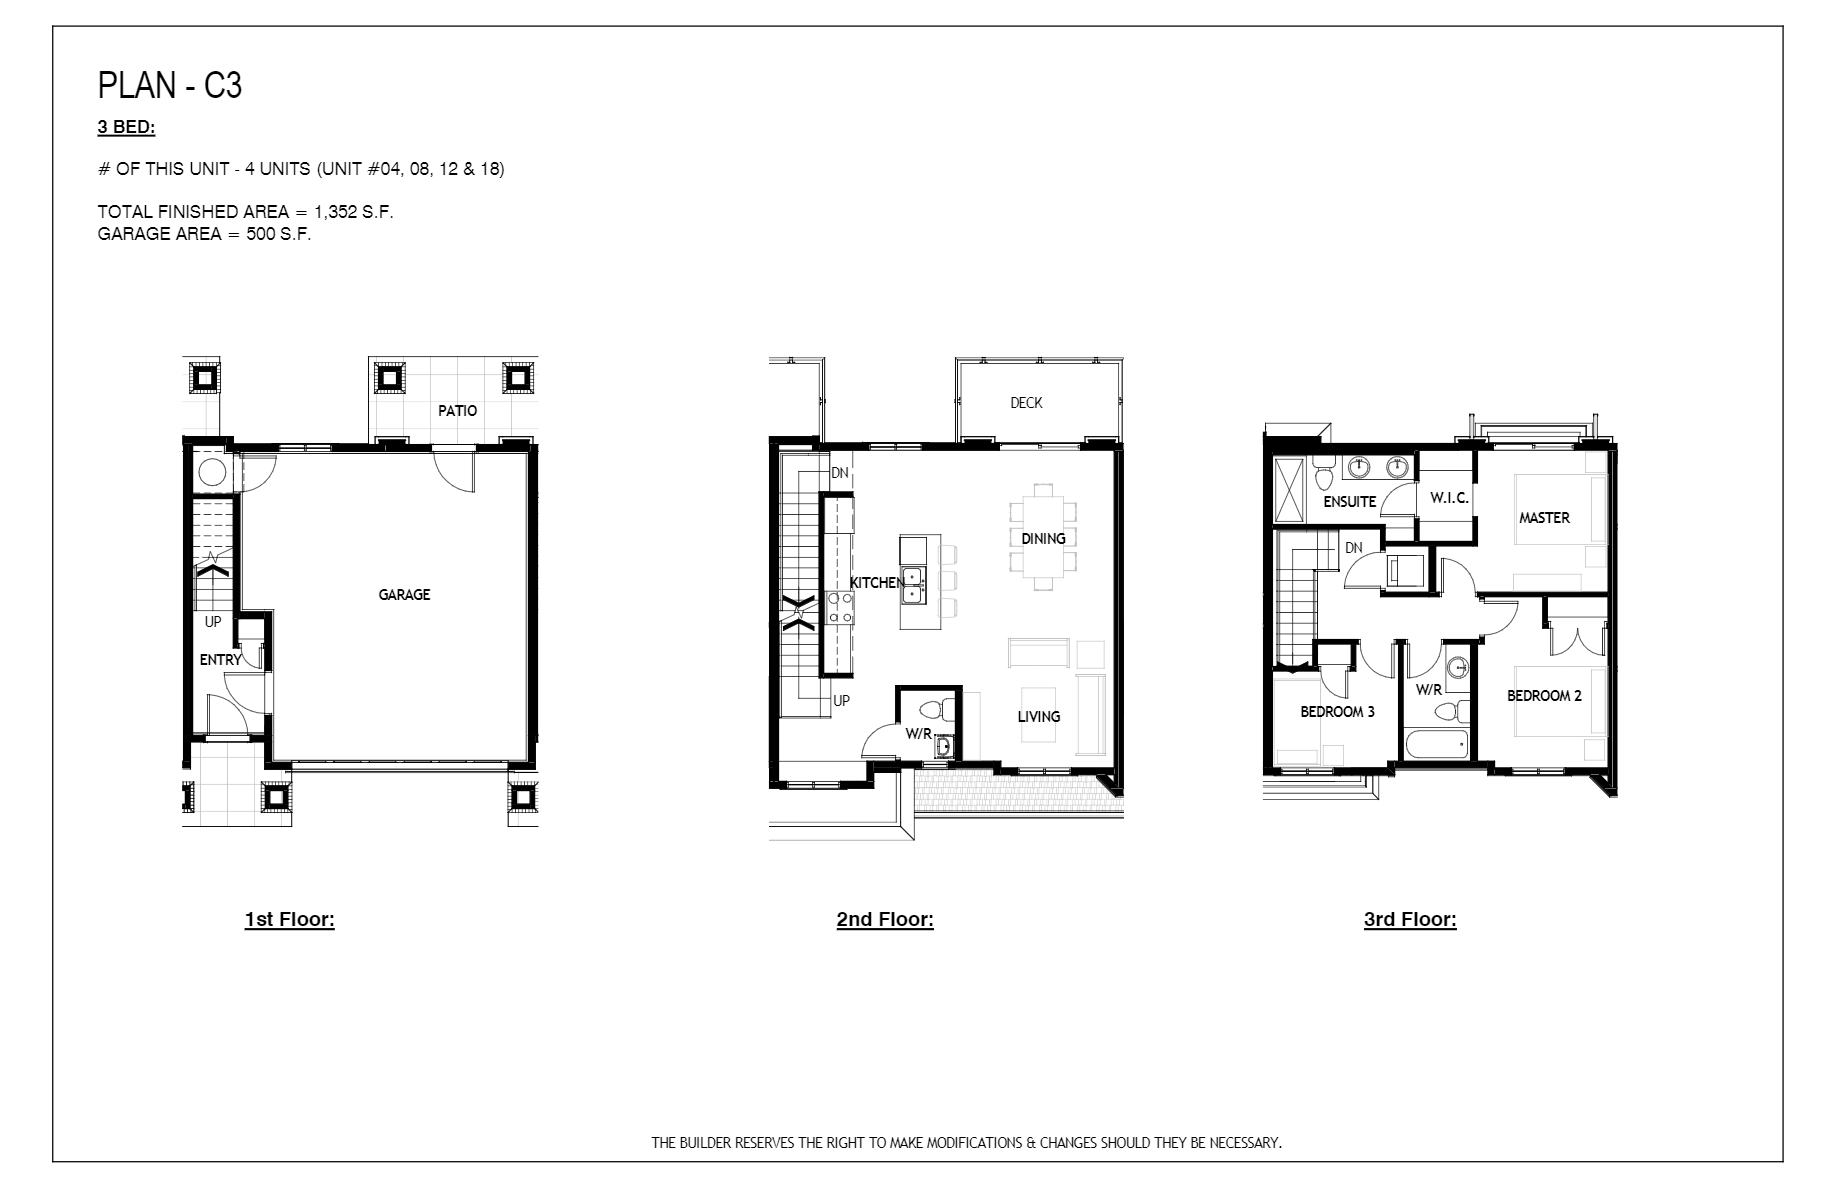 PLAN - C3
3 BED:
# OF THIS UNIT - 4 UNITS (UNIT #04, 08, 12 & 18)
TOTAL FINISHED AREA = 1,352 S.F.
GARAGE AREA = 500 S.F.
PATIO
GARAGE
UP
ENTRY
1st Floor:
DECK
DN
DINING
KITCHEN
UP
LIVING
W/R
2nd Floor:
ENSUITE
W.I.C.
MASTER
DN
W/R
BEDROOM 2
BEDROOM 3
3rd Floor:
THE BUILDER RESERVES THE RIGHT TO MAKE MODIFICATIONS & CHANGES SHOULD THEY BE NECESSARY.